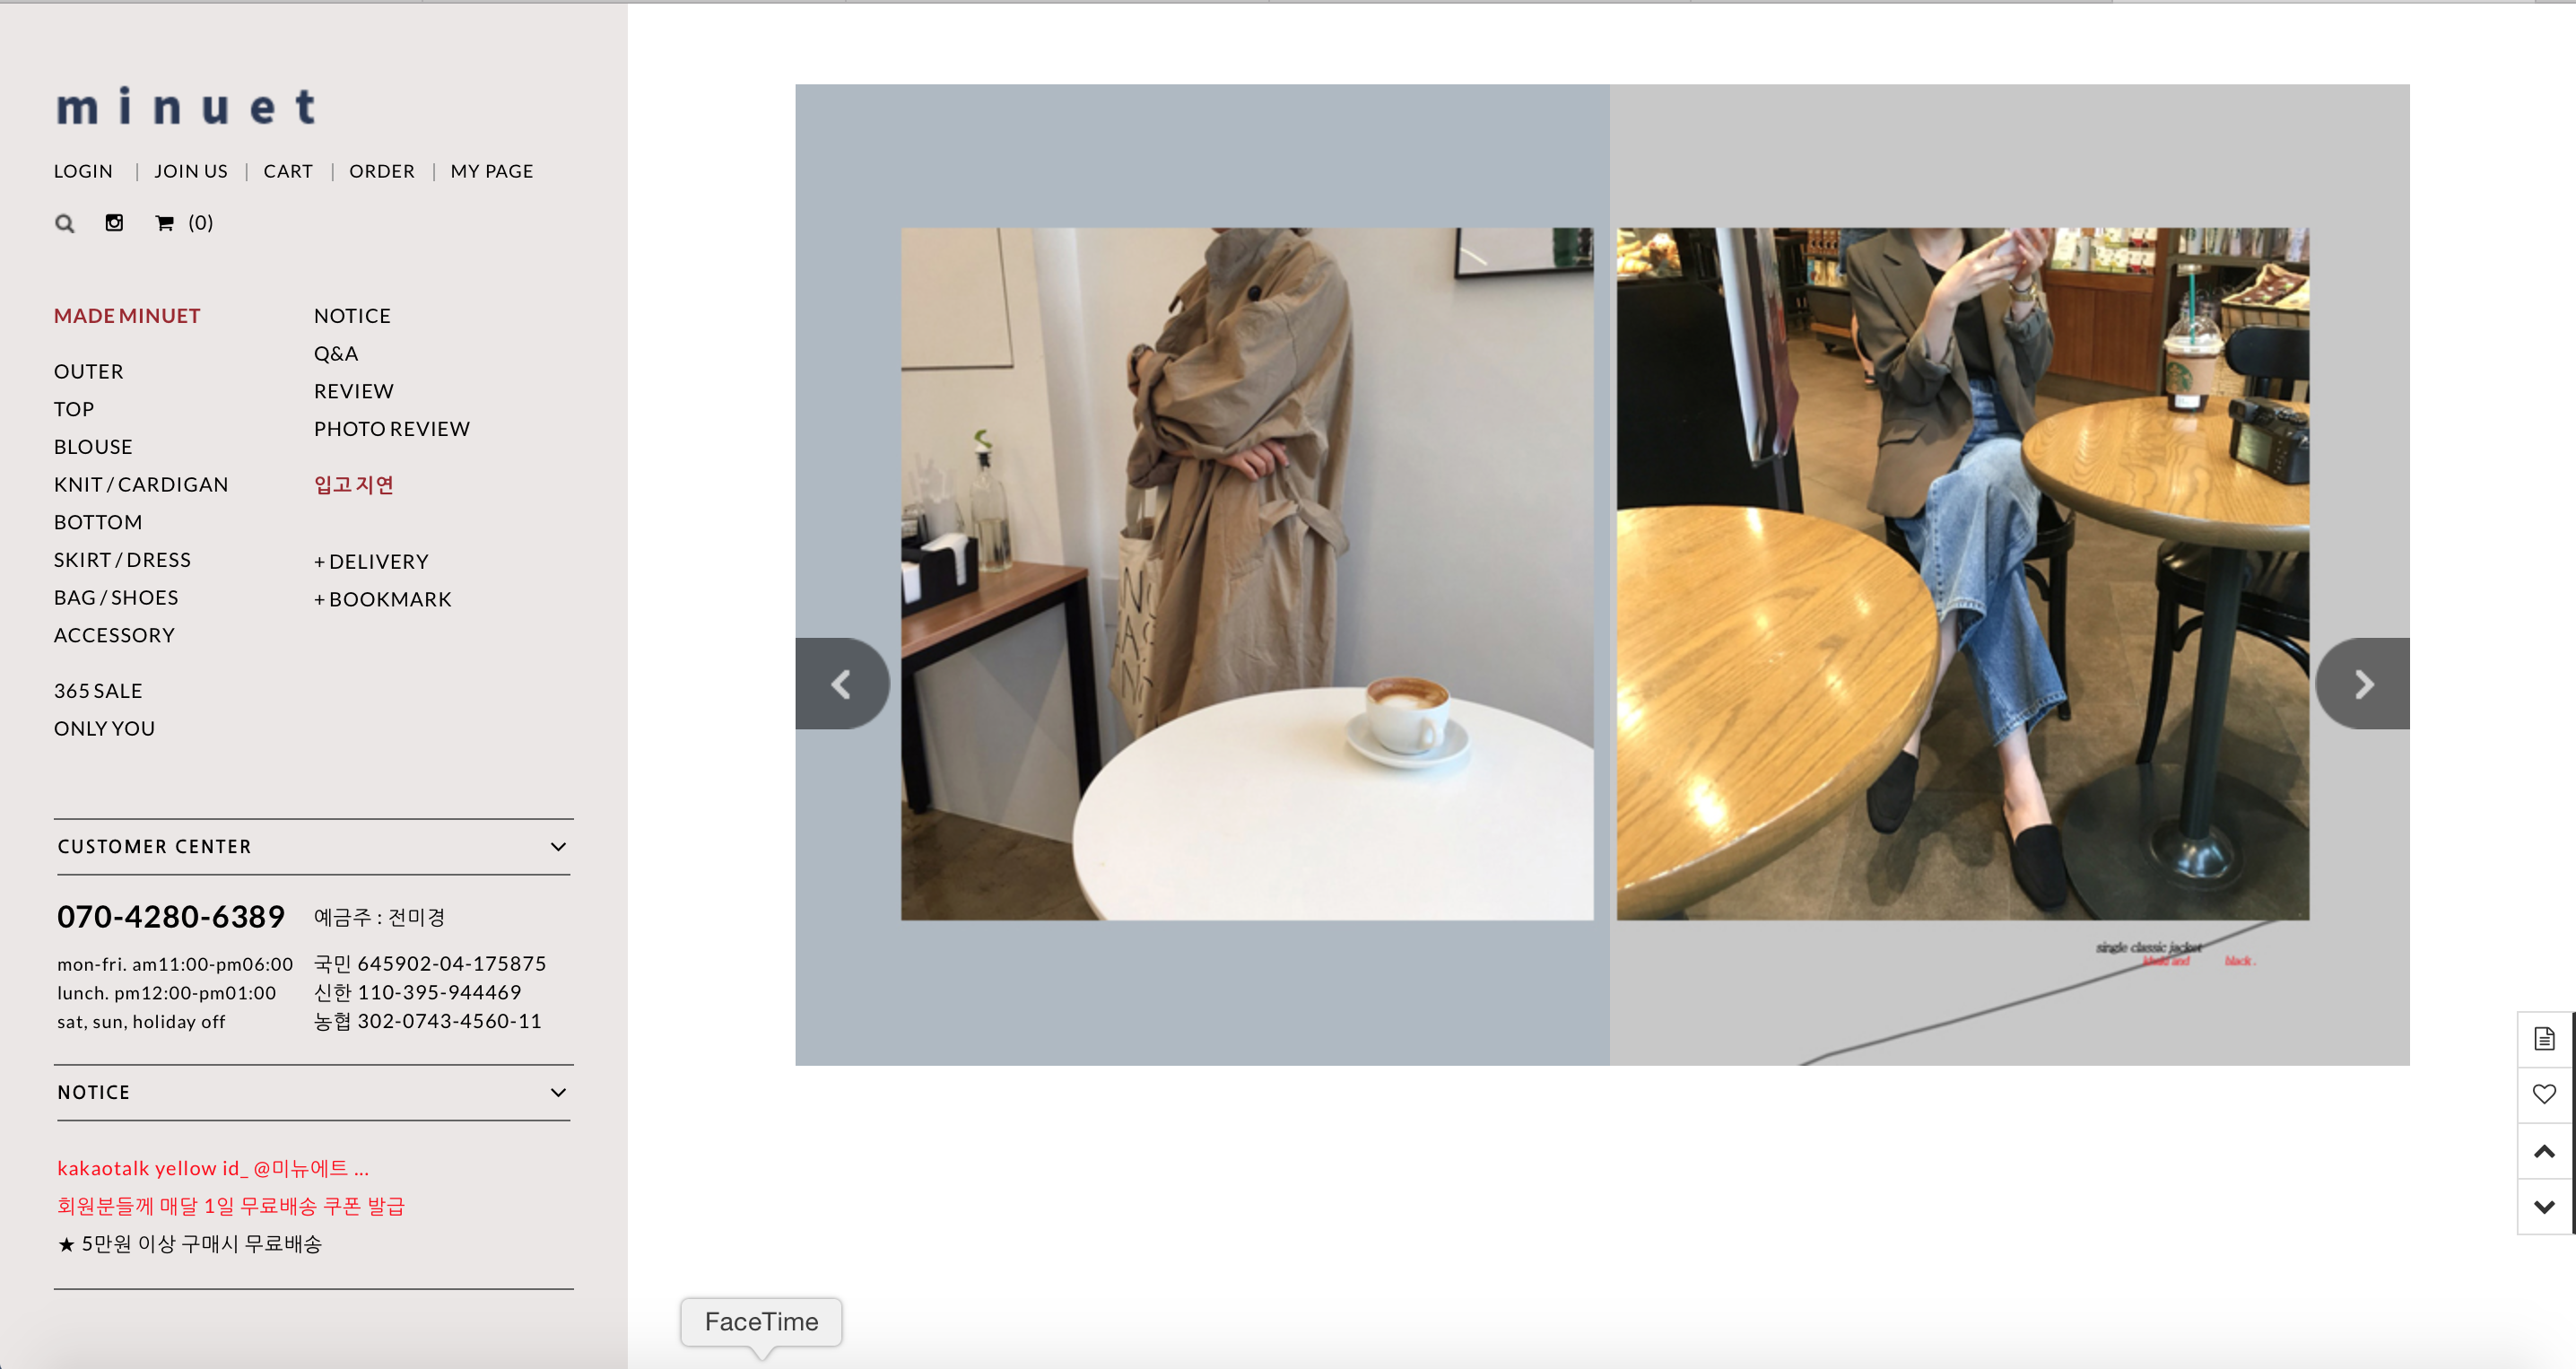 minuet
LOGIN | JOIN US | CART | ORDER | MY PAGE
(0)
MADE MINUET
OUTER
TOP
BLOUSE
KNIT / CARDIGAN
BOTTOM
SKIRT / DRESS
BAG / SHOES
ACCESSORY
365 SALE
ONLY YOU
NOTICE
Q&A
REVIEW
PHOTO REVIEW
입고지연
+ DELIVERY
+ BOOKMARK
CUSTOMER CENTER
070-4280-6389
mon-fri. am11:00-pm06:00
lunch. pm12:00-pm01:00
sat, sun, holiday off
예금주 : 전미경
국민 645902-04-175875
신한 110-395-944469
농협 302-0743-4560-11
NOTICE
kakaotalk yellow id_ @미뉴에트 ...
회원분들께 매달 1일 무료배송 쿠폰 발급
★ 5만원 이상 구매시 무료배송
single classic jacket
khaki and black .
FaceTime